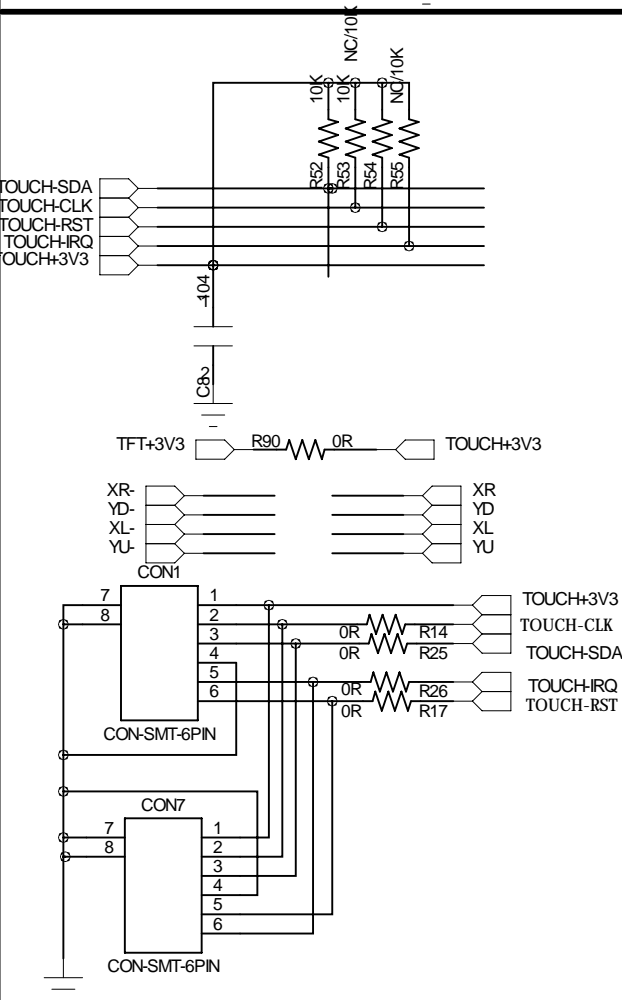 NC/10K
NC/10K
10K
10K
R52
R53
R54
R55
TOUCH-SDA
TOUCH-CLK
TOUCH-RST
TOUCH-IRQ
TOUCH+3V3
104
1
2
C8
TFT+3V3
R90
0R
TOUCH+3V3
XR-
XR
YD-
YD
XL-
XL
YU-
YU
CON1
7
1
TOUCH+3V3
8
2
TOUCH-CLK
0R
R14
3
TOUCH-SDA
0R
R25
4
5
TOUCH-IRQ
0R
R26
6
TOUCH-RST
0R
R17
CON-SMT-6PIN
CON7
7
1
8
2
3
4
5
6
CON-SMT-6PIN